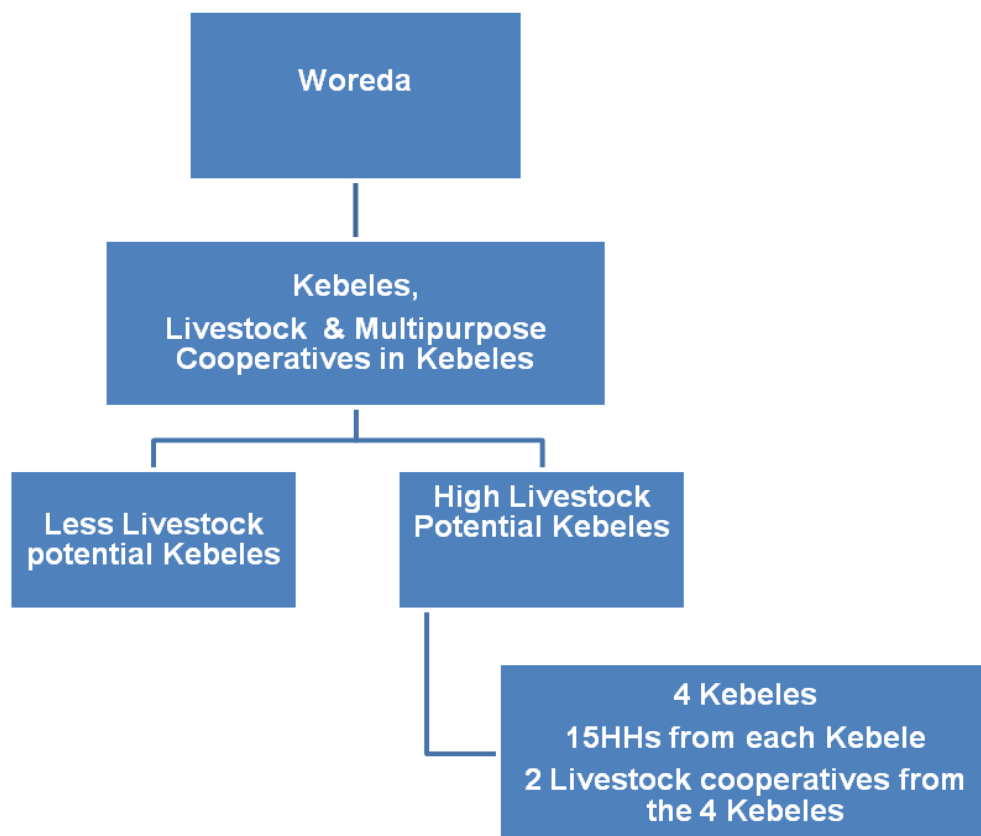 Woreda
Kebeles,
Livestock & Multipurpose
Cooperatives in Kebeles
Less Livestock
potential Kebeles
High Livestock
Potential Kebeles
4 Kebeles
15HHs from each Kebele
2 Livestock cooperatives from
the 4 Kebeles